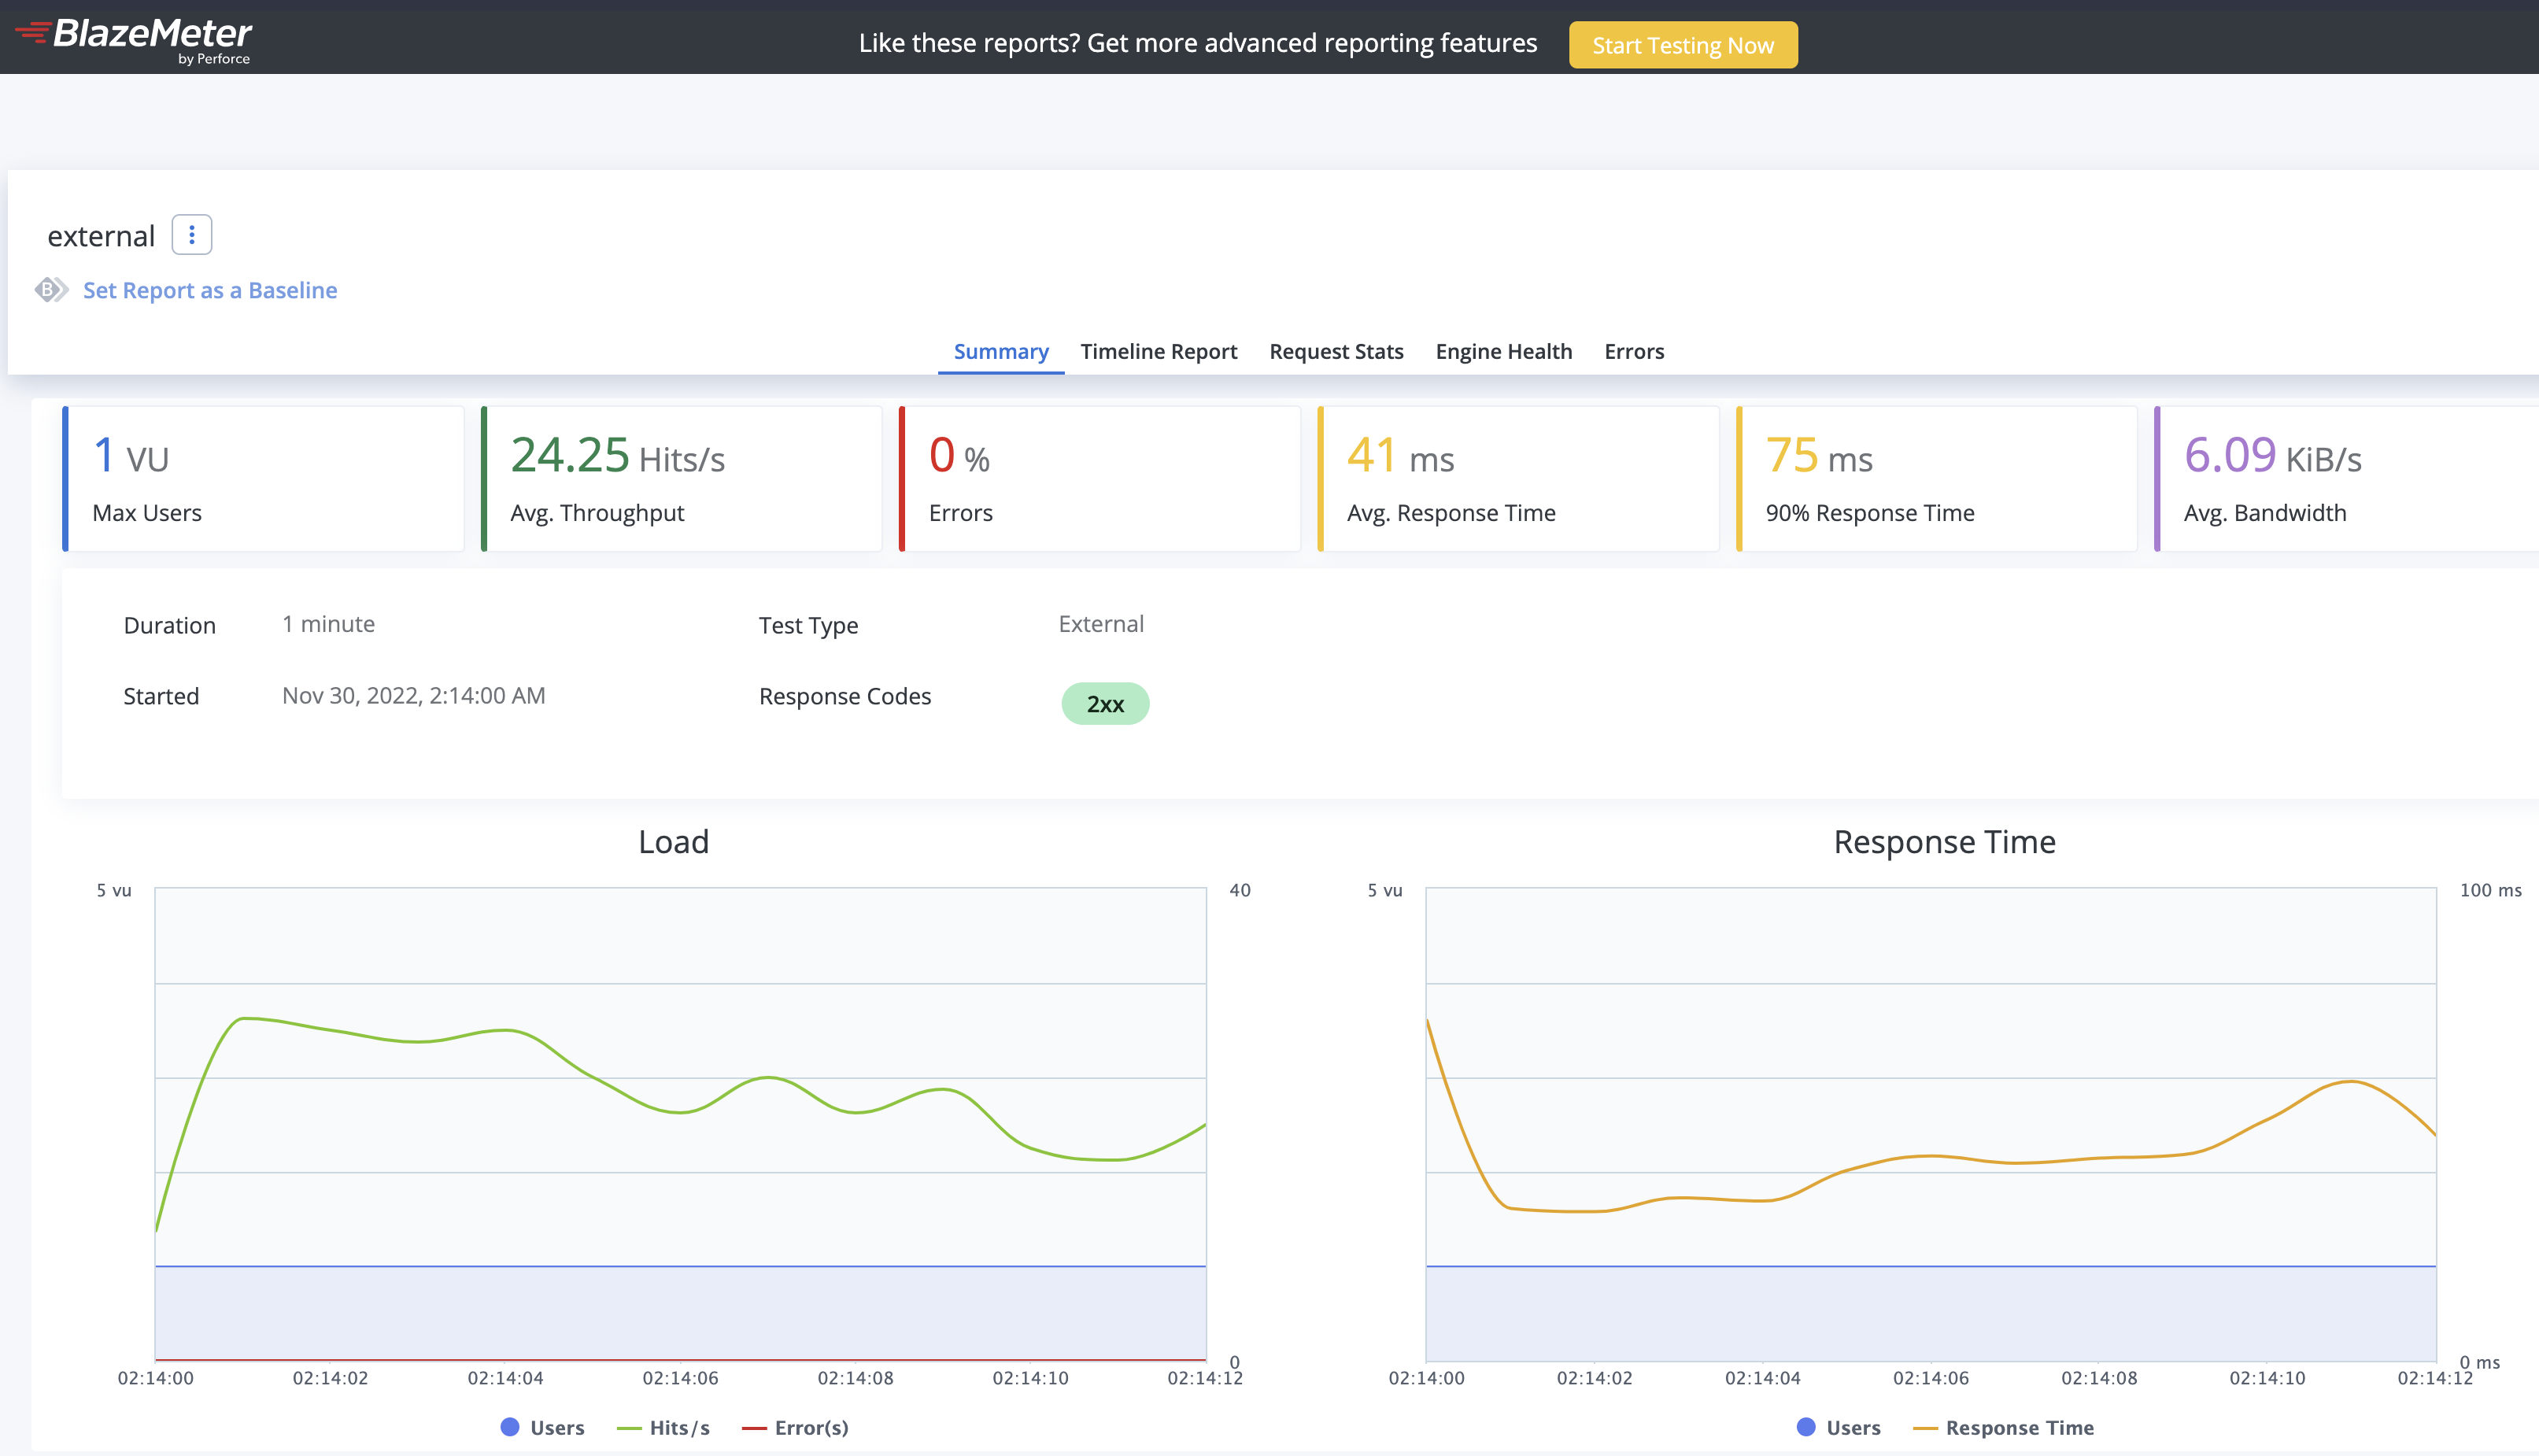 BlazeMeter
by Perforce
Like these reports? Get more advanced reporting features
Start Testing Now
external
B
Set Report as a Baseline
Summary
Timeline Report
Request Stats
Engine Health
Errors
1 VU
Max Users
24.25 Hits/s
Avg. Throughput
0 %
Errors
41 ms
Avg. Response Time
75 ms
90% Response Time
6.09 KiB/s
Avg. Bandwidth
Duration 1 minute
Test Type External
Started Nov 30, 2022, 2:14:00 AM
Response Codes 2xx
Load
5 vu
40
0
02:14:00 02:14:02 02:14:04 02:14:06 02:14:08 02:14:10 02:14:12
Users Hits/s Error(s)
Response Time
5 vu
100 ms
0 ms
02:14:00 02:14:02 02:14:04 02:14:06 02:14:08 02:14:10 02:14:12
Users Response Time